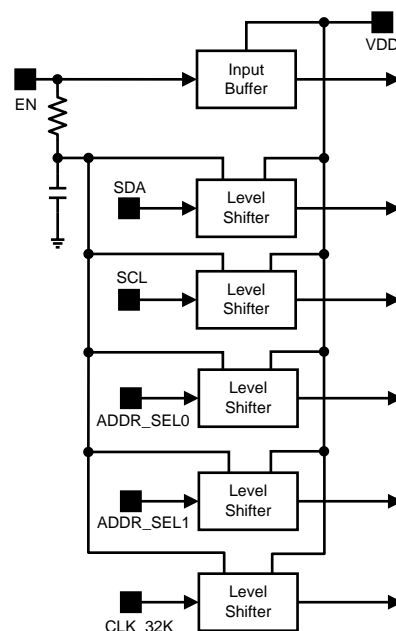 VDD
Input
Buffer
EN
SDA
Level
Shifter
SCL
Level
Shifter
Level
Shifter
ADDR_SEL0
Level
Shifter
ADDR_SEL1
Level
Shifter
CLK_32K